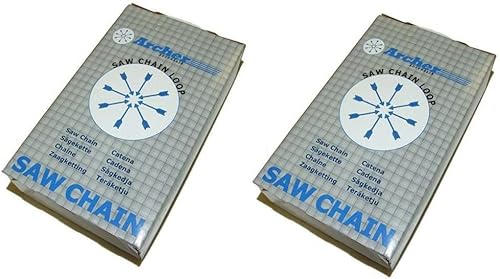 Archer
SAW CHAIN LOOP
Saw Chain Catena
Sägekette Cadena
Chaîne Sågkedja
Zaagketting Teräketju
SAW CHAIN
Archer
SAW CHAIN LOOP
Saw Chain Catena
Sägekette Cadena
Chaîne Sågkedja
Zaagketting Teräketju
SAW CHAIN